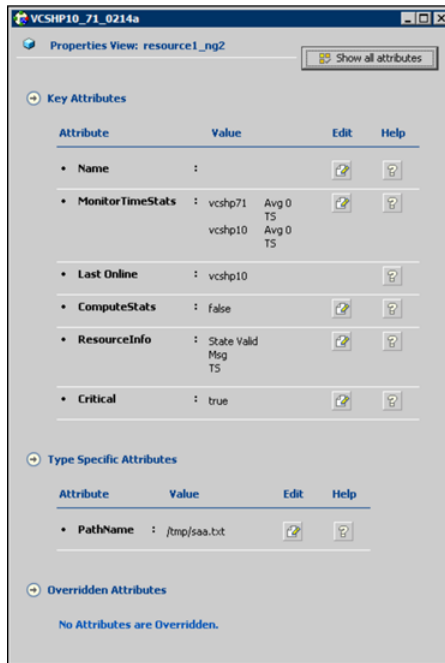 VCSHP10_71_0214a
Properties View: resource1_ng2
Show all attributes
Key Attributes
Attribute Value Edit Help
• Name :
• MonitorTimeStats : vcshp71 Avg 0
TS
vcshp10 Avg 0
TS
• Last Online : vcshp10
• ComputeStats : false
• ResourceInfo : State Valid
Msg
TS
• Critical : true
Type Specific Attributes
Attribute Value Edit Help
• PathName : /tmp/saa.txt
Overridden Attributes
No Attributes are Overridden.